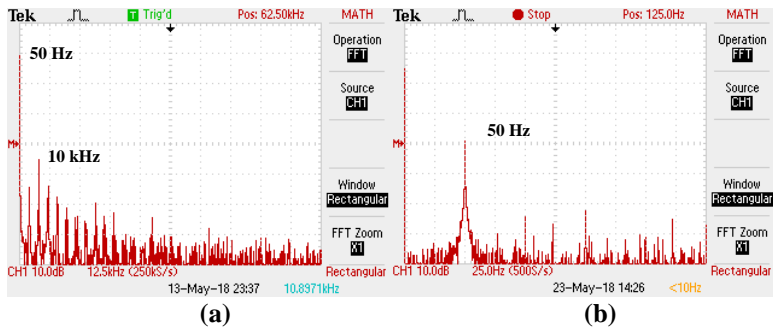 Tek T Trig'd Pos: 62.50kHz MATH
Operation
FFT
50 Hz
Source
CH1
M
10 kHz
Window
Rectangular
FFT Zoom
X1
CH1 10.0dB 12.5kHz (250kS/s) Rectangular
13-May-18 23:37 10.8971kHz
(a)
Tek Stop Pos: 125.0Hz MATH
Operation
FFT
Source
CH1
50 Hz
M
Window
Rectangular
FFT Zoom
X1
CH1 10.0dB 25.0Hz (500S/s) Rectangular
23-May-18 14:26 <10Hz
(b)